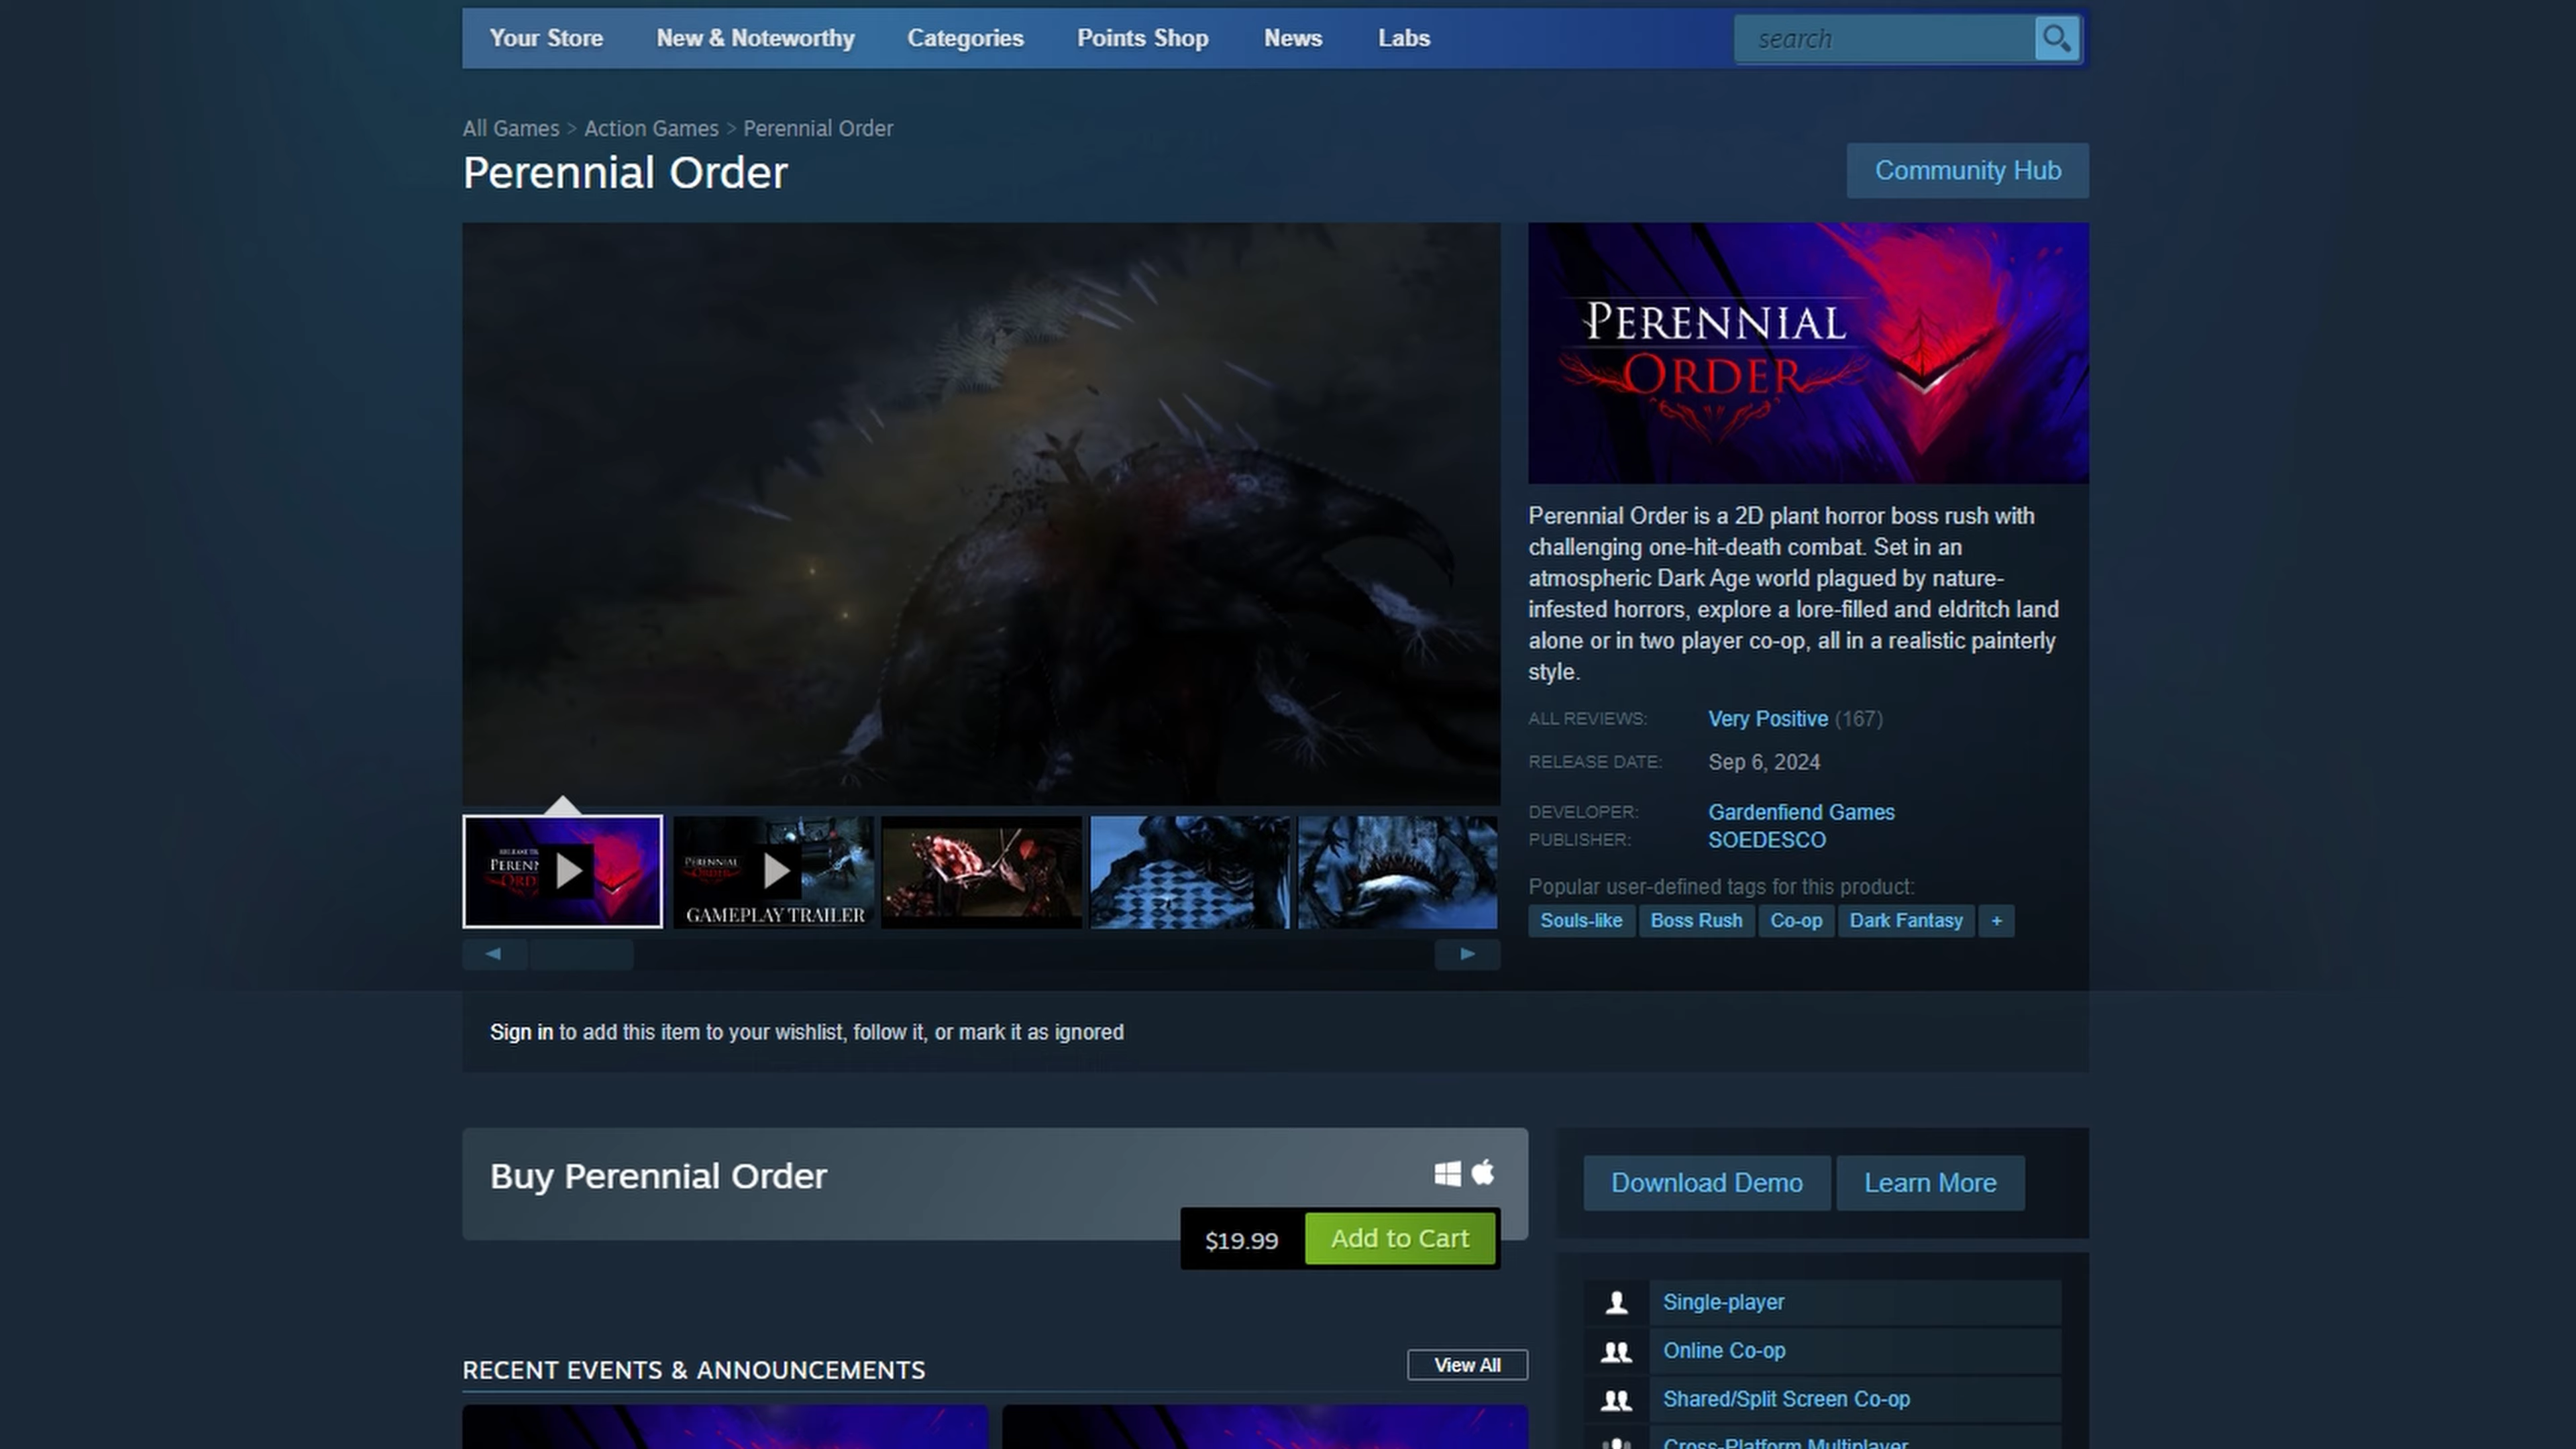 Your Store New & Noteworthy Categories Points Shop News Labs search
All Games > Action Games > Perennial Order
Perennial Order
Community Hub
PERENNIAL
ORDER
Perennial Order is a 2D plant horror boss rush with
challenging one-hit-death combat. Set in an
atmospheric Dark Age world plagued by nature-
infested horrors, explore a lore-filled and eldritch land
alone or in two player co-op, all in a realistic painterly
style.
ALL REVIEWS: Very Positive (167)
RELEASE DATE: Sep 6, 2024
DEVELOPER: Gardenfiend Games
PUBLISHER: SOEDESCO
Popular user-defined tags for this product:
Souls-like Boss Rush Co-op Dark Fantasy +
PERENNIAL
ORDER
GAMEPLAY TRAILER
Sign in to add this item to your wishlist, follow it, or mark it as ignored
Buy Perennial Order
$19.99 Add to Cart
Download Demo Learn More
Single-player
Online Co-op
Shared/Split Screen Co-op
Cross-Platform Multiplayer
RECENT EVENTS & ANNOUNCEMENTS
View All